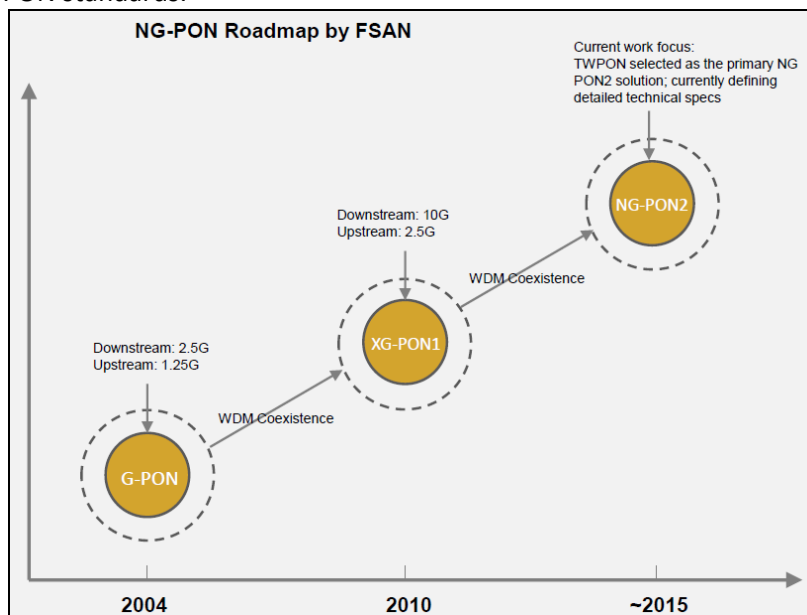 NG-PON Roadmap by FSAN
Current work focus:
TWPON selected as the primary NG
PON2 solution; currently defining
detailed technical specs
NG-PON2
Downstream: 10G
Upstream: 2.5G
WDM Coexistence
XG-PON1
Downstream: 2.5G
Upstream: 1.25G
WDM Coexistence
G-PON
2004
2010
~2015